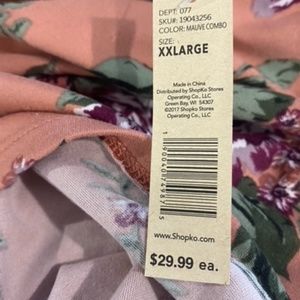 DEPT: 077
SKU#: 19043256
COLOR: MAUVE COMBO
SIZE:
XXLARGE
Made in China
Distributed by ShopKo Stores
Operating Co., LLC
Green Bay, WI 54307
©2017 Shopko Stores
Operating Co., LLC
www.Shopko.com
$29.99 ea.